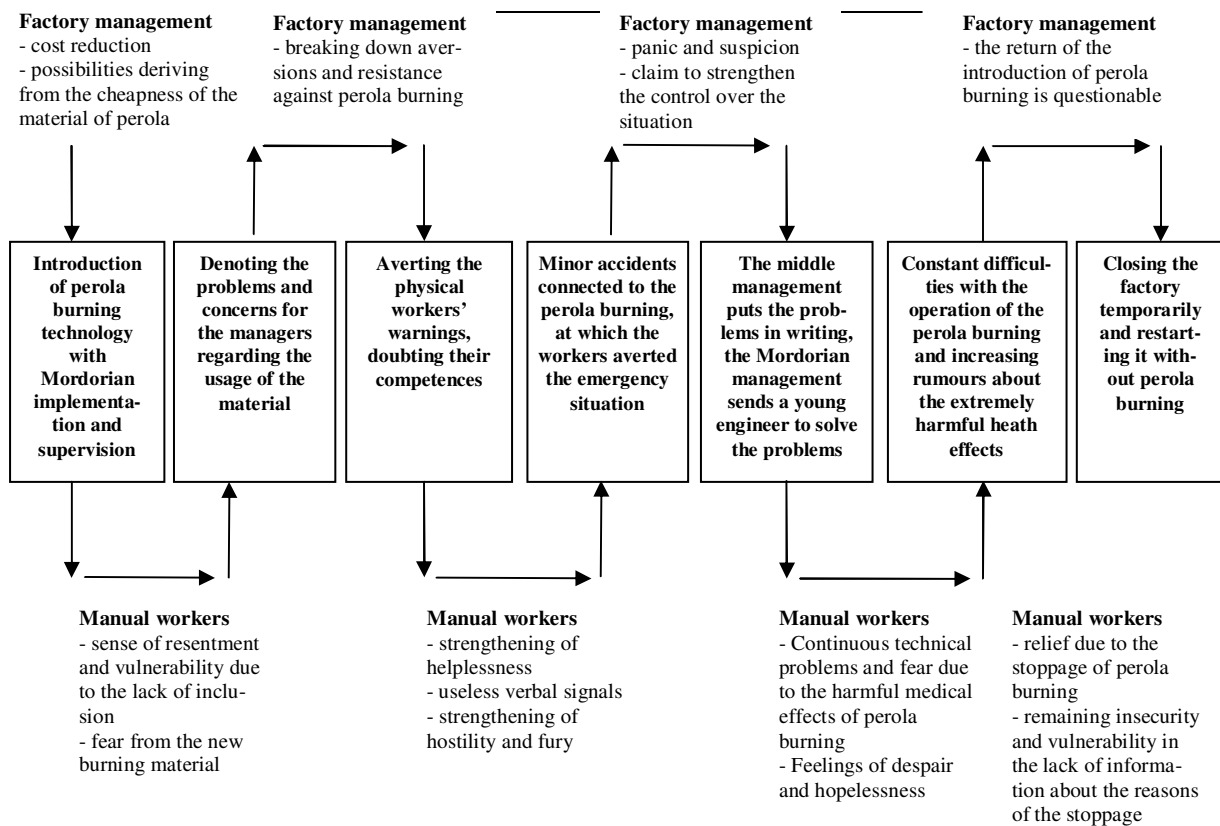 Factory management
- cost reduction
- possibilities deriving
from the cheapness of the
material of perola
Factory management
- breaking down aver-
sions and resistance
against perola burning
Factory management
- panic and suspicion
- claim to strengthen
the control over the
situation
Factory management
- the return of the
introduction of perola
burning is questionable
Introduction
of perola
burning
technology
with
Mordorian
implementa-
tion and
supervision
Denoting the
problems and
concerns for
the managers
regarding the
usage of the
material
Averting the
physical
workers'
warnings,
doubting their
competences
Minor accidents
connected to the
perola burning,
at which the
workers averted
the emergency
situation
The middle
management
puts the prob-
lems in writing,
the Mordorian
management
sends a young
engineer to solve
the problems
Constant difficul-
ties with the
operation of the
perola burning
and increasing
rumours about
the extremely
harmful heath
effects
Closing the
factory
temporarily
and restart-
ing it with-
out perola
burning
Manual workers
- sense of resentment
and vulnerability due
to the lack of inclu-
sion
- fear from the new
burning material
Manual workers
- strengthening of
helplessness
- useless verbal signals
- strengthening of
hostility and fury
Manual workers
- Continuous technical
problems and fear due
to the harmful medical
effects of perola
burning
- Feelings of despair
and hopelessness
Manual workers
- relief due to the
stoppage of perola
burning
- remaining insecurity
and vulnerability in
the lack of informa-
tion about the reasons
of the stoppage